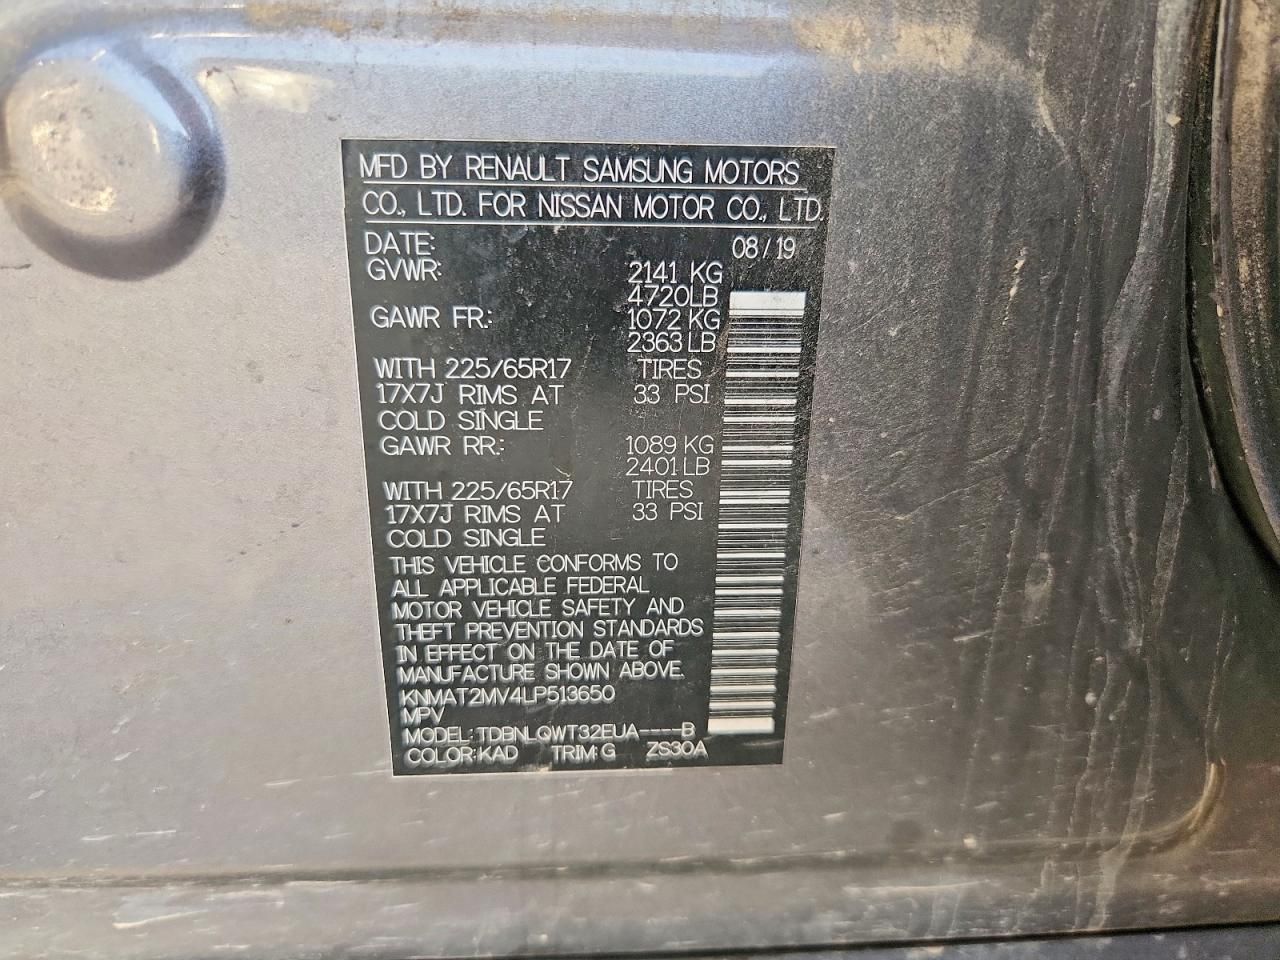 MFD BY RENAULT SAMSUNG MOTORS
CO., LTD. FOR NISSAN MOTOR CO., LTD.
DATE: 08/19
GVWR: 2141 KG
4720LB
GAWR FR.: 1072 KG
2363 LB
WITH 225/65R17 TIRES
17X7J RIMS AT 33 PSI
COLD SINGLE
GAWR RR.: 1089 KG
2401 LB
WITH 225/65R17 TIRES
17X7J RIMS AT 33 PSI
COLD SINGLE
THIS VEHICLE CONFORMS TO
ALL APPLICABLE FEDERAL
MOTOR VEHICLE SAFETY AND
THEFT PREVENTION STANDARDS
IN EFFECT ON THE DATE OF
MANUFACTURE SHOWN ABOVE.
KNMAT2MV4LP513650
MPV
MODEL: TDBNLQWT32EUA----B
COLOR:KAD TRIM:G ZS30A